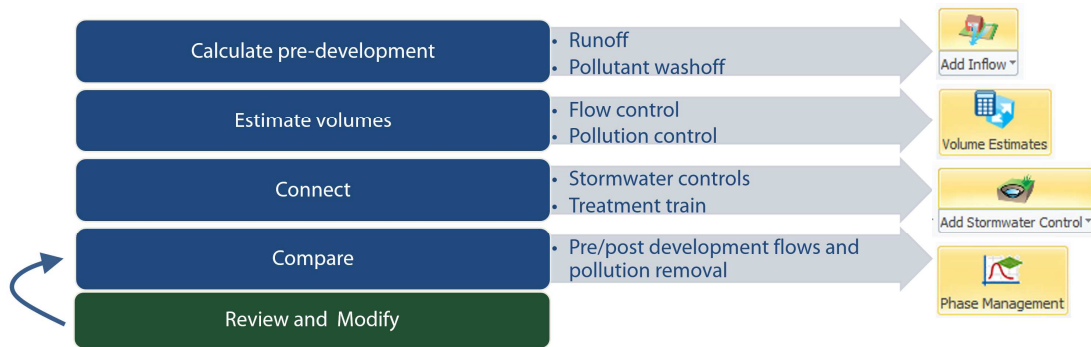 Calculate pre-development
• Runoff
• Pollutant washoff
Add Inflow
Estimate volumes
• Flow control
• Pollution control
Volume Estimates
Connect
• Stormwater controls
• Treatment train
Add Stormwater Control
Compare
• Pre/post development flows and
pollution removal
Phase Management
Review and Modify